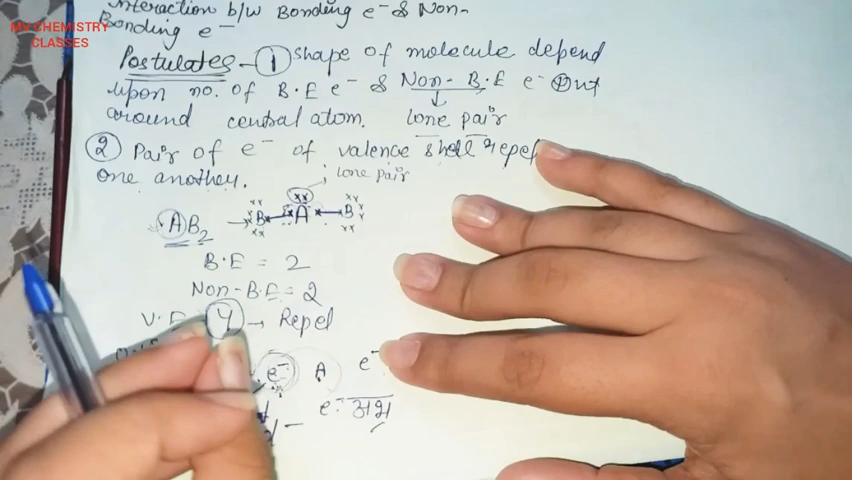 Interaction b/w Bonding e⁻ & Non-
Bonding e⁻
MY CHEMISTRY
CLASSES
Postulates - ① Shape of molecule depend
upon no. of B.E e⁻ & Non-B.E e⁻
around central atom. lone pair
② Pair of e⁻ of valence shell repel
one another. lone pair
AB₂ → B A B
B.E = 2
Non-B.E = 2
V.E 4 → Repel
e⁻ A e⁻
e⁻